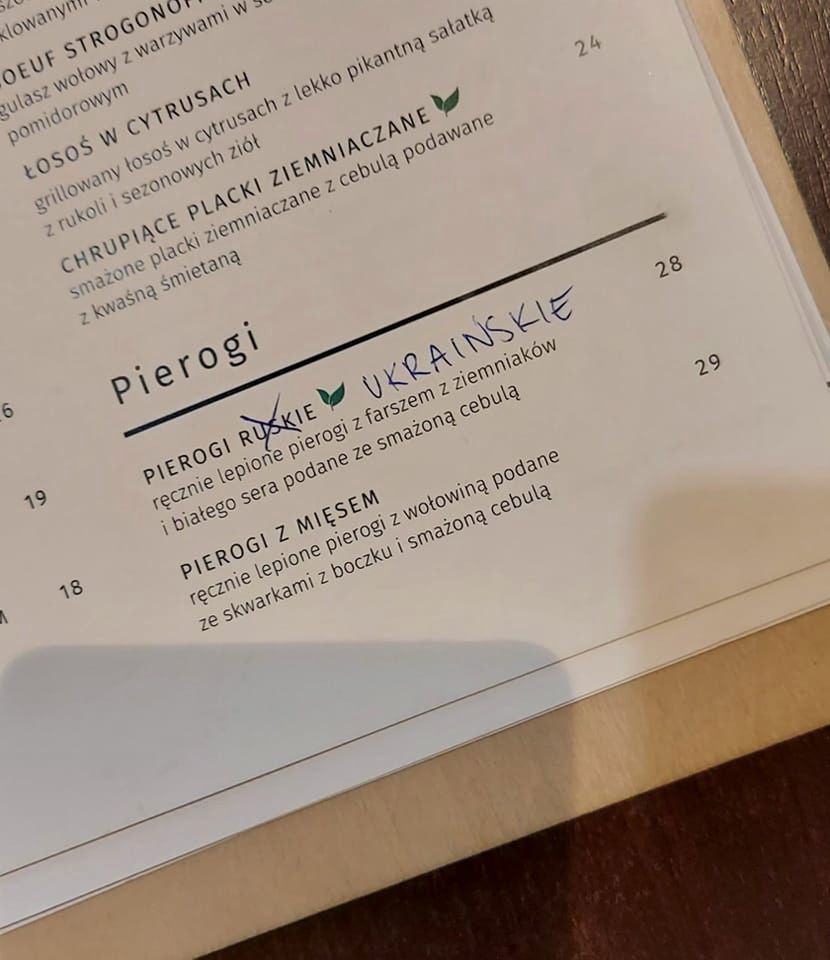 klowanymi
OEUF STROGONOF
gulasz wołowy z warzywami w
pomidorowym
ŁOSOŚ W CYTRUSACH
grillowany łosoś w cytrusach z lekko pikantną sałatką
z rukoli i sezonowych ziół
24
CHRUPIĄCE PLACKI ZIEMNIACZANE
smażone placki ziemniaczane z cebulą podawane
z kwaśną śmietaną
Pierogi
28
PIEROGI RUSKIE UKRAIŃSKIE
ręcznie lepione pierogi z farszem z ziemniaków
i białego sera podane ze smażoną cebulą
29
PIEROGI Z MIĘSEM
ręcznie lepione pierogi z wołowiną podane
ze skwarkami z boczku i smażoną cebulą
6
19
18
M